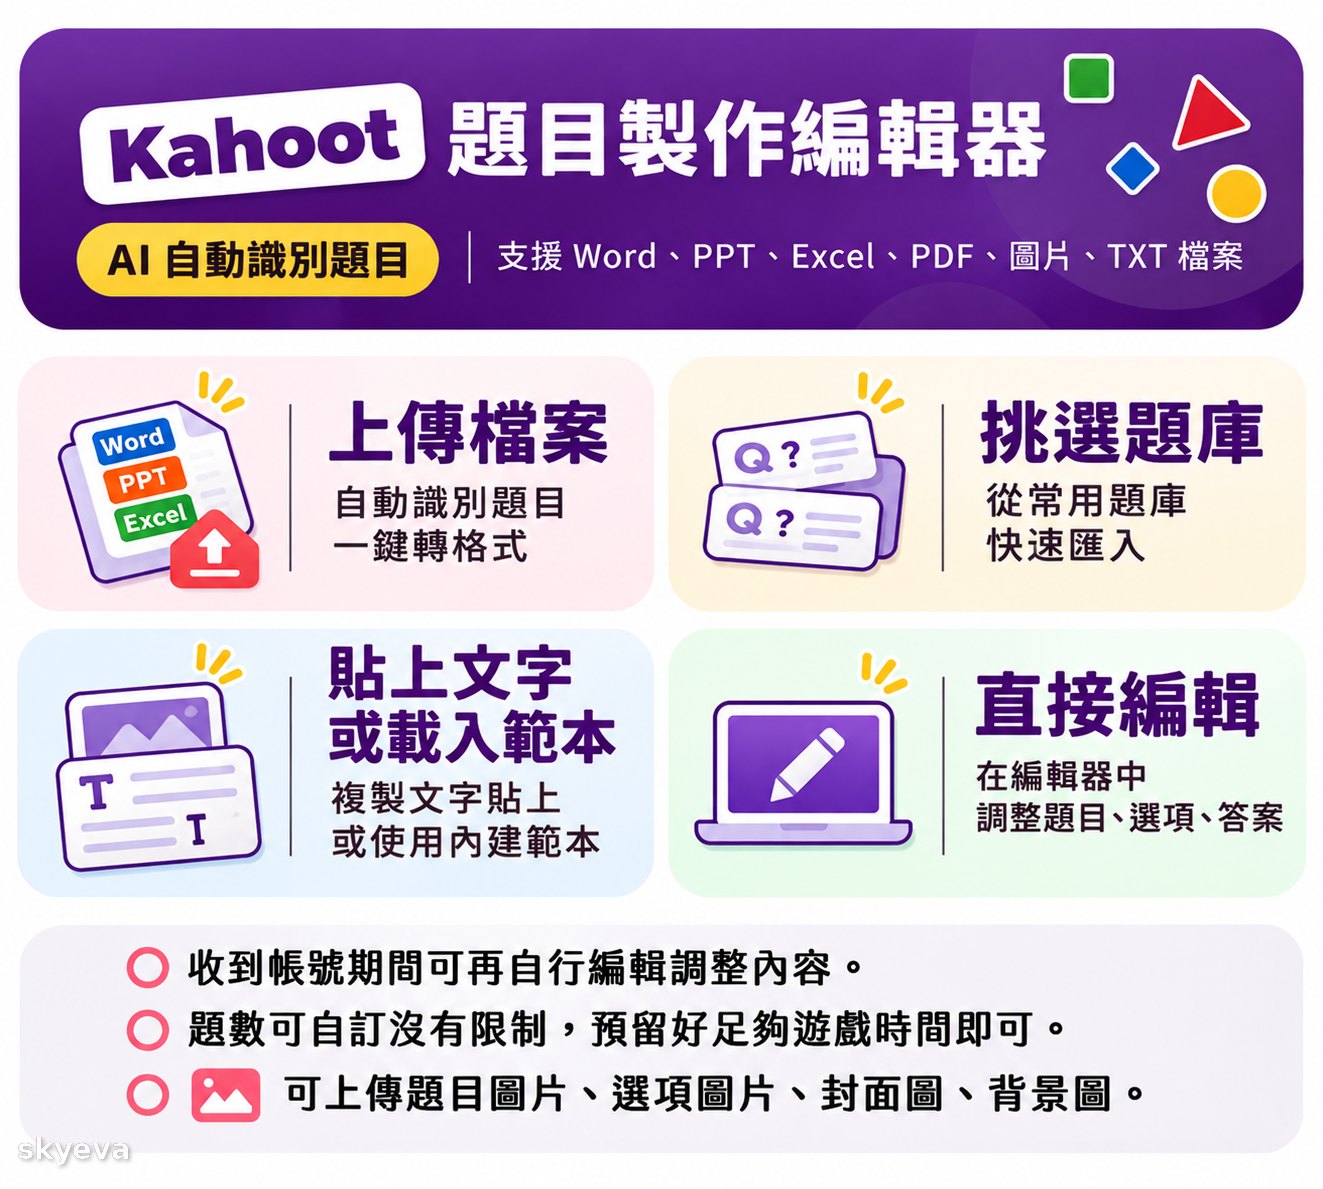 Kahoot 題目製作編輯器
AI 自動識別題目
支援 Word、PPT、Excel、PDF、圖片、TXT 檔案
Word
PPT
Excel
上傳檔案
自動識別題目
一鍵轉格式
Q ?
Q ?
挑選題庫
從常用題庫
快速匯入
T
I
貼上文字
或載入範本
複製文字貼上
或使用內建範本
直接編輯
在編輯器中
調整題目、選項、答案
收到帳號期間可再自行編輯調整內容。
題數可自訂沒有限制，預留好足夠遊戲時間即可。
可上傳題目圖片、選項圖片、封面圖、背景圖。
skyeva